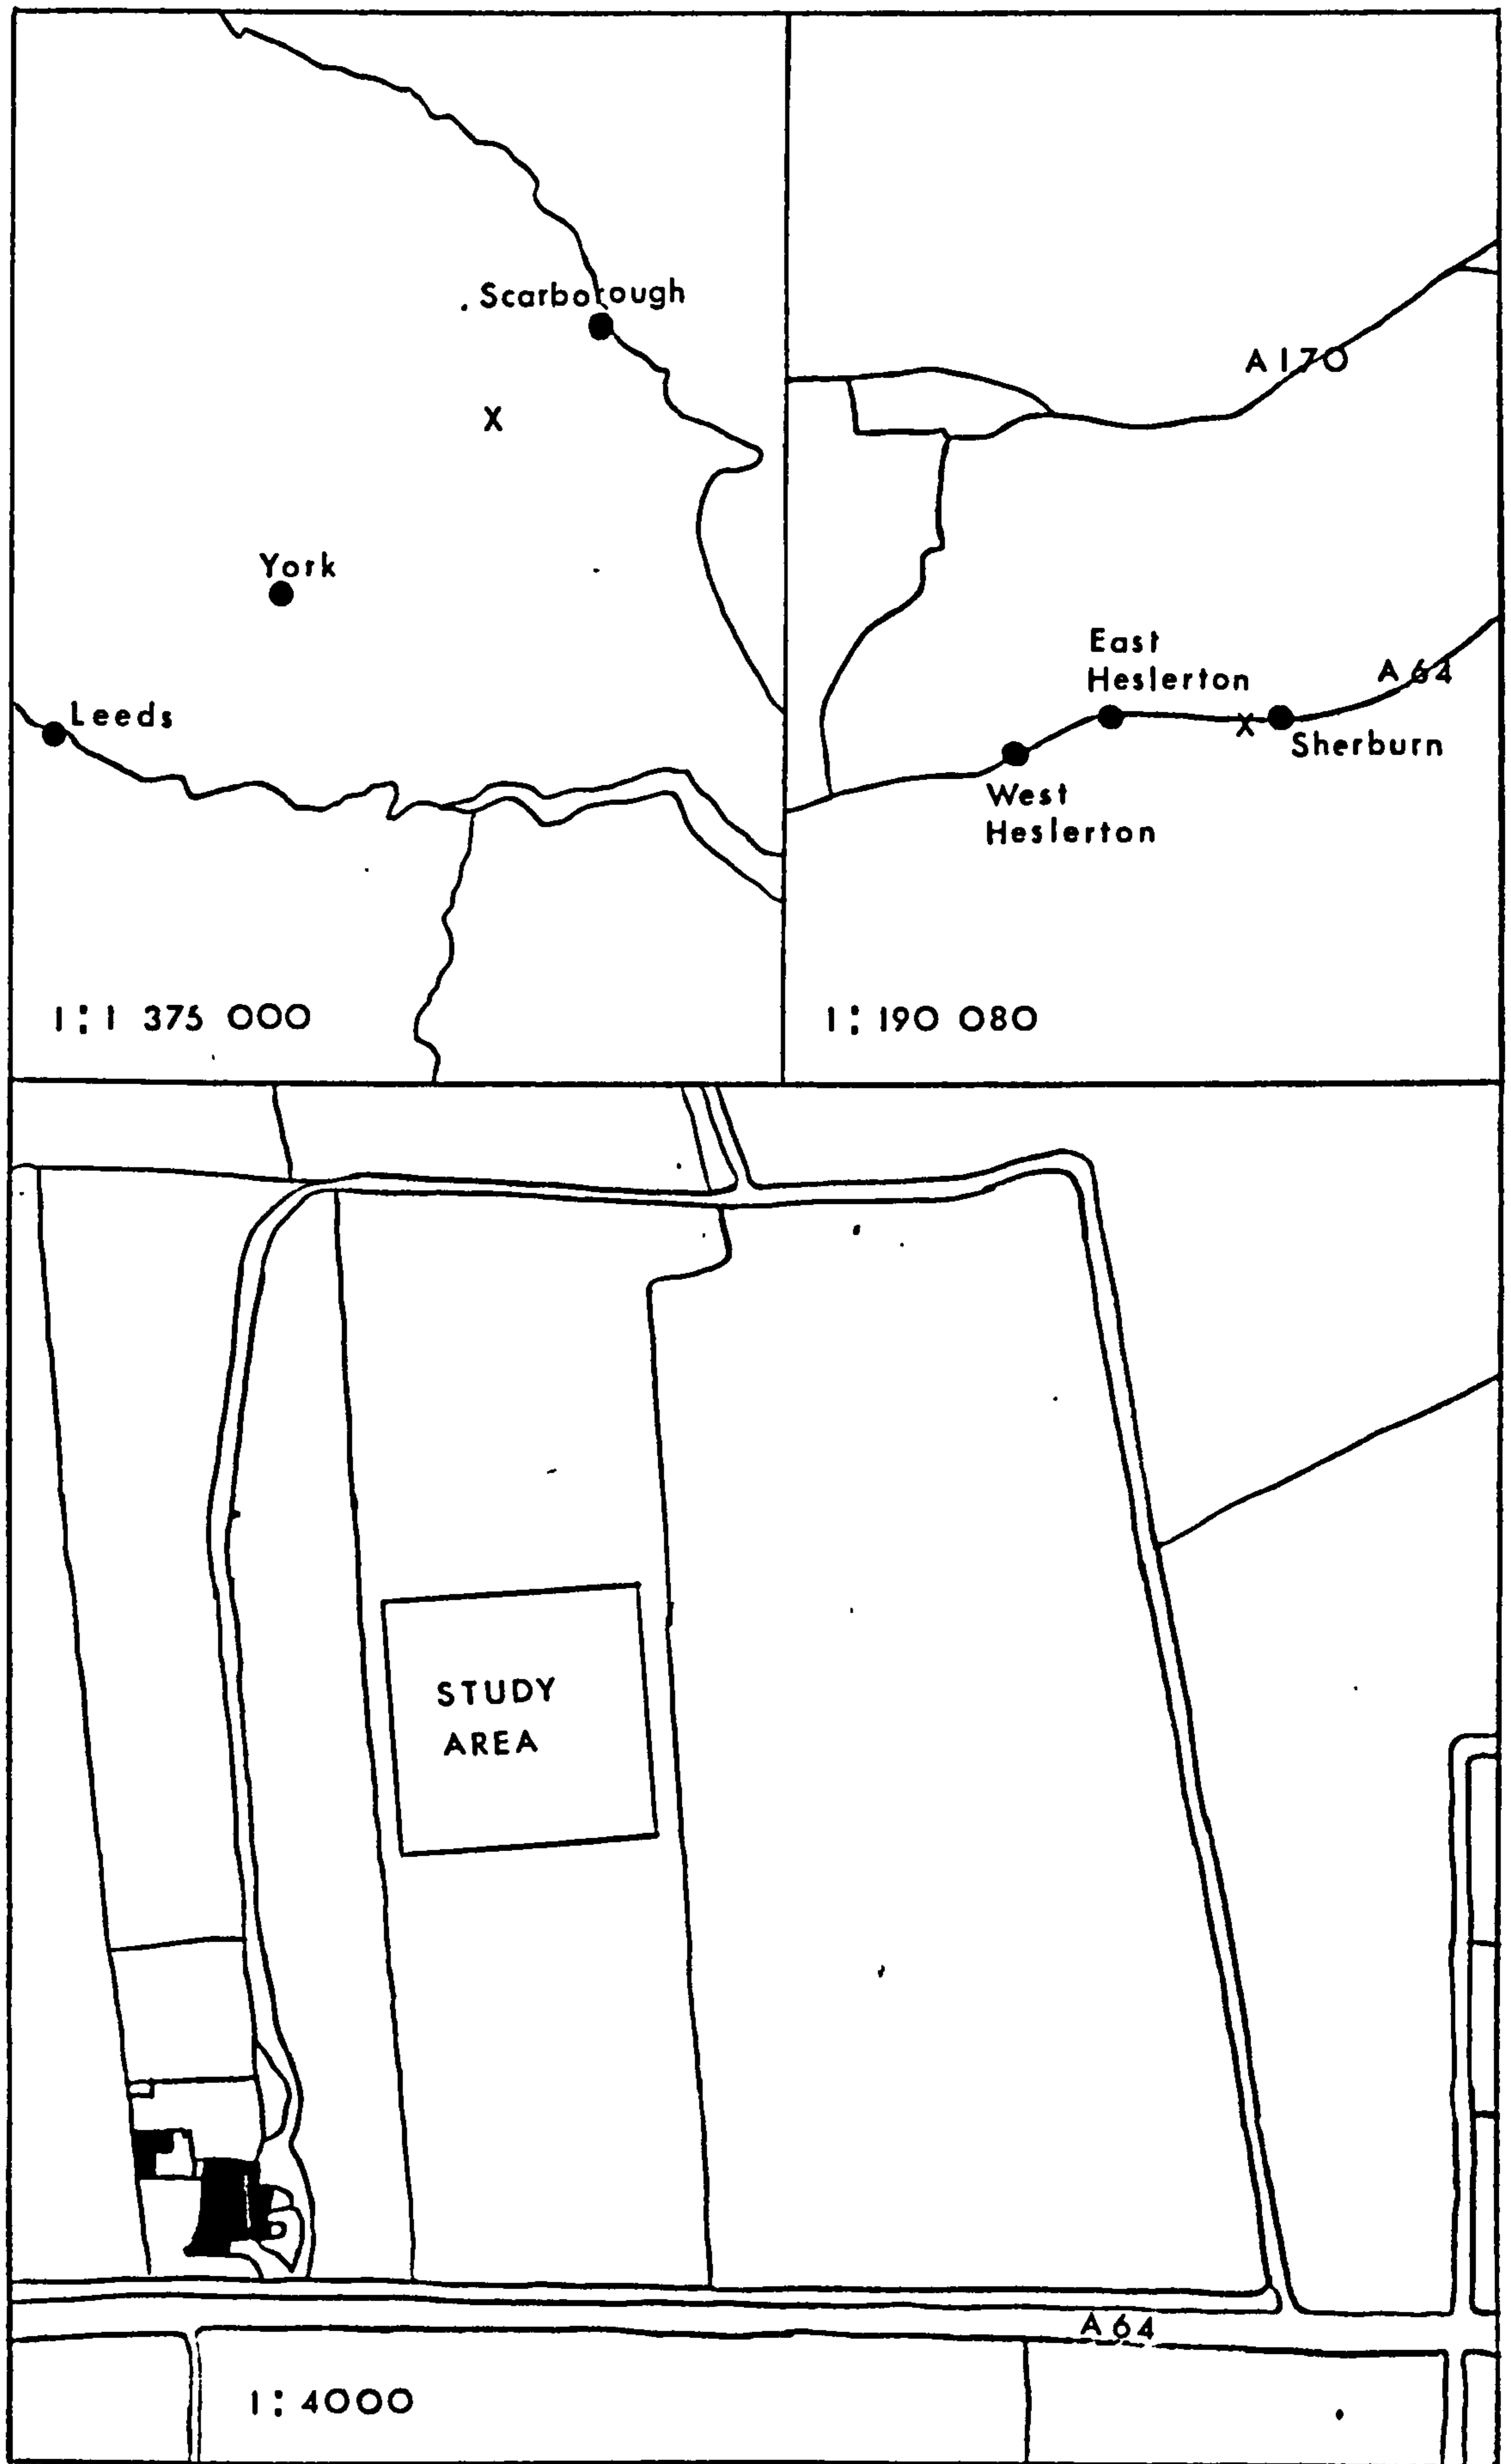 Scarborough
X
York
Leeds
1:1 375 000
A170
East
Heslerton
A64
X
Sherburn
West
Heslerton
1:190 080
STUDY
AREA
A64
1:4000